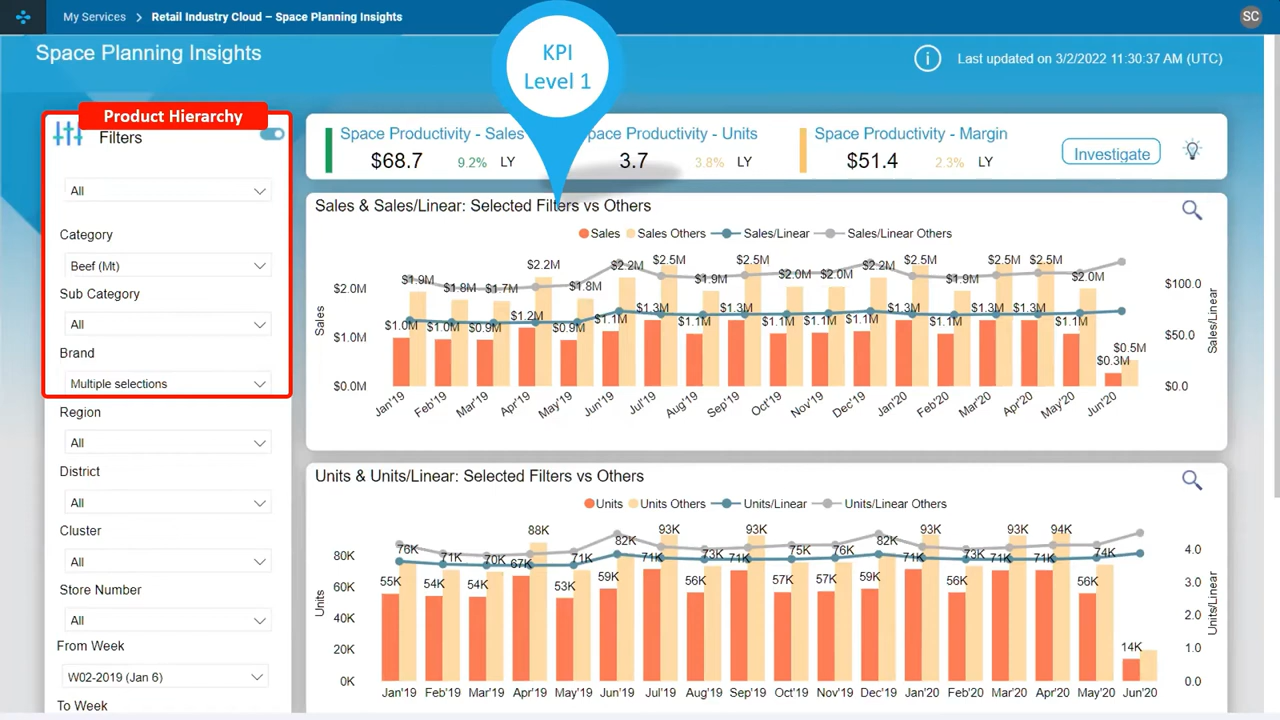 My Services > Retail Industry Cloud – Space Planning Insights
SC
Space Planning Insights
Last updated on 3/2/2022 11:30:37 AM (UTC)
KPI
Level 1
Product Hierarchy
Filters
All
Category
Beef (Mt)
Sub Category
All
Brand
Multiple selections
Region
All
District
All
Cluster
All
Store Number
All
From Week
W02-2019 (Jan 6)
To Week
Space Productivity - Sales
$68.7 9.2% LY
Space Productivity - Units
3.7 3.8% LY
Space Productivity - Margin
$51.4 2.3% LY
Investigate
Sales & Sales/Linear: Selected Filters vs Others
Sales Sales Others Sales/Linear Sales/Linear Others
Sales
$2.0M
$1.0M
$0.0M
$1.9M $1.8M $1.7M $2.2M $1.8M $2.2M $2.5M $1.9M $2.5M $2.0M $2.0M $2.2M $2.5M $1.9M $2.5M $2.5M $2.0M $0.5M
$1.0M $1.0M $0.9M $1.2M $0.9M $1.1M $1.3M $1.1M $1.3M $1.1M $1.1M $1.1M $1.3M $1.1M $1.3M $1.3M $1.1M $0.3M
$100.0
$50.0
$0.0
Sales/Linear
Jan'19 Feb'19 Mar'19 Apr'19 May'19 Jun'19 Jul'19 Aug'19 Sep'19 Oct'19 Nov'19 Dec'19 Jan'20 Feb'20 Mar'20 Apr'20 May'20 Jun'20
Units & Units/Linear: Selected Filters vs Others
Units Units Others Units/Linear Units/Linear Others
Units
80K
60K
40K
20K
0K
76K 71K 70K 88K 71K 82K 93K 73K 93K 75K 76K 82K 93K 73K 93K 94K 74K
55K 54K 54K 67K 53K 59K 71K 56K 71K 57K 57K 59K 71K 56K 71K 71K 56K 14K
4.0
3.0
2.0
1.0
0.0
Units/Linear
Jan'19 Feb'19 Mar'19 Apr'19 May'19 Jun'19 Jul'19 Aug'19 Sep'19 Oct'19 Nov'19 Dec'19 Jan'20 Feb'20 Mar'20 Apr'20 May'20 Jun'20